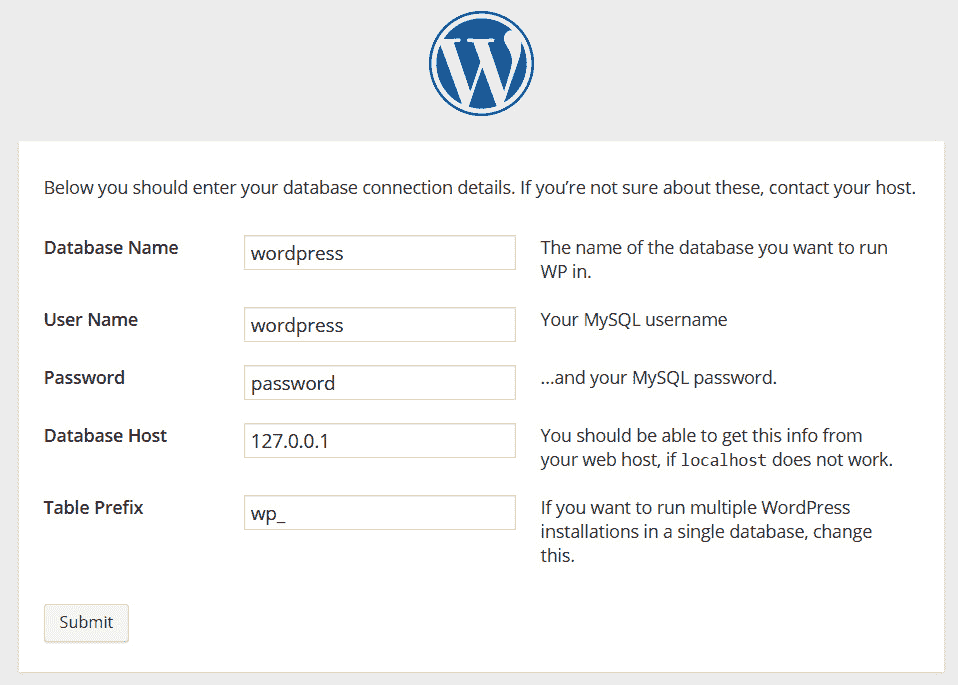 Below you should enter your database connection details. If you’re not sure about these, contact your host.
Database Name
wordpress
The name of the database you want to run
WP in.
User Name
wordpress
Your MySQL username
Password
password
…and your MySQL password.
Database Host
127.0.0.1
You should be able to get this info from
your web host, if localhost does not work.
Table Prefix
wp_
If you want to run multiple WordPress
installations in a single database, change
this.
Submit